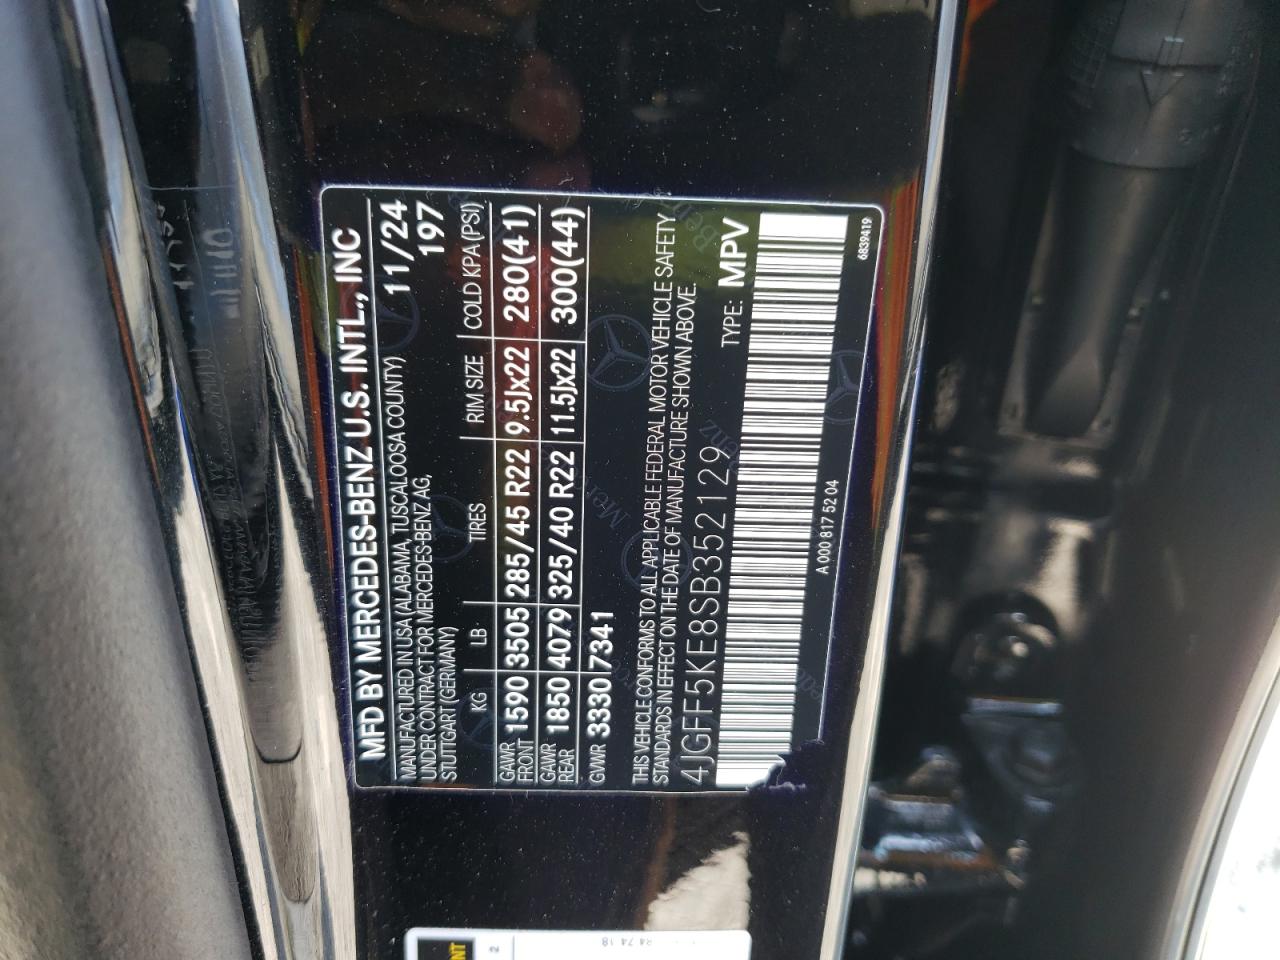 MFD BY MERCEDES-BENZ U.S. INTL., INC
MANUFACTURED IN USA (ALABAMA, TUSCALOOSA COUNTY) 11/24
UNDER CONTRACT FOR MERCEDES-BENZ AG, 197
STUTTGART (GERMANY)
KG LB TIRES RIM SIZE COLD KPA (PSI)
GAWR FRONT 1590 3505 285/45 R22 9.5Jx22 280(41)
GAWR REAR 1850 4079 325/40 R22 11.5Jx22 300(44)
GVWR 3330 7341
THIS VEHICLE CONFORMS TO ALL APPLICABLE FEDERAL MOTOR VEHICLE SAFETY
STANDARDS IN EFFECT ON THE DATE OF MANUFACTURE SHOWN ABOVE.
4JGFF5KE8SB352129 TYPE: MPV
A 000 817 52 04 6839419